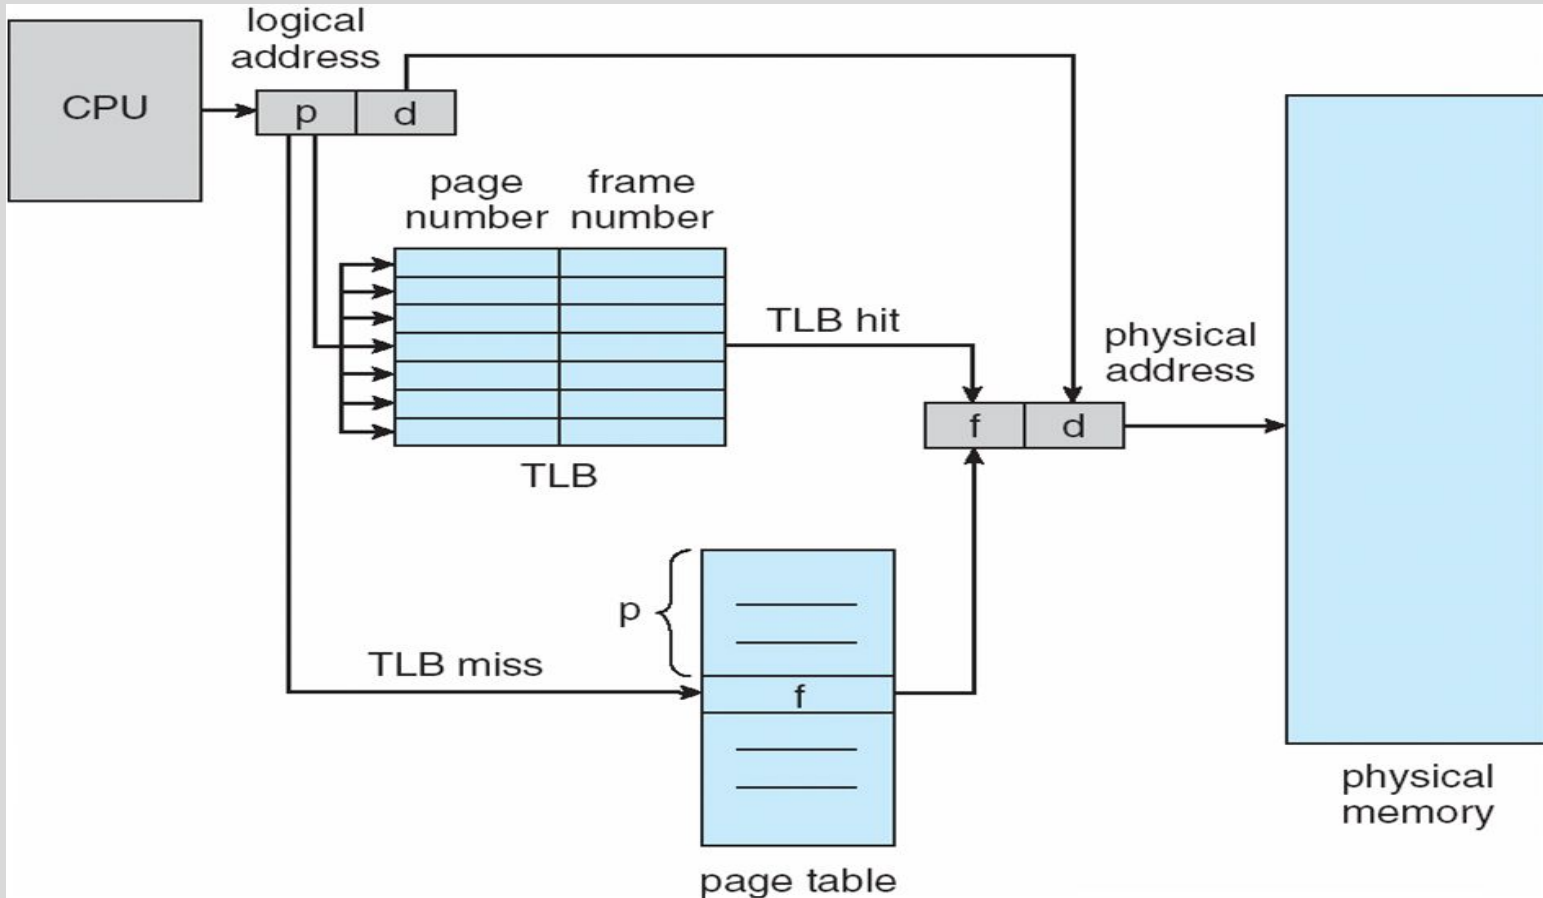 logical
address
CPU
p
d
page
number
frame
number
TLB hit
physical
address
f
d
TLB
p
TLB miss
f
physical
memory
page table